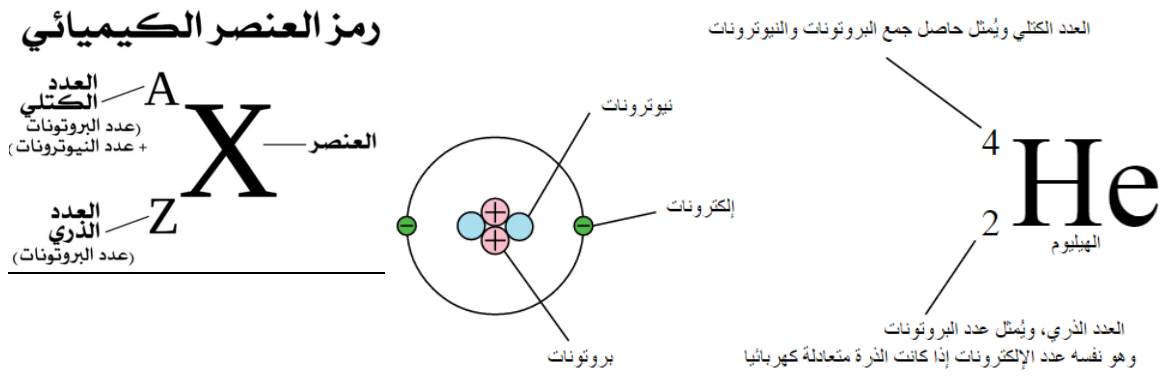 رمز العنصر الكيميائي
العدد
الكتلي
(عدد البروتونات
+ عدد النيوترونات)
A
X
العنصر
Z
العدد
الذري
(عدد البروتونات)
نيوترونات
+
+
−
−
إلكترونات
بروتونات
العدد الكتلي ويُمثل حاصل جمع البروتونات والنيوترونات
4
He
2
الهيليوم
العدد الذري، ويُمثل عدد البروتونات
وهو نفسه عدد الإلكترونات إذا كانت الذرة متعادلة كهربائيا